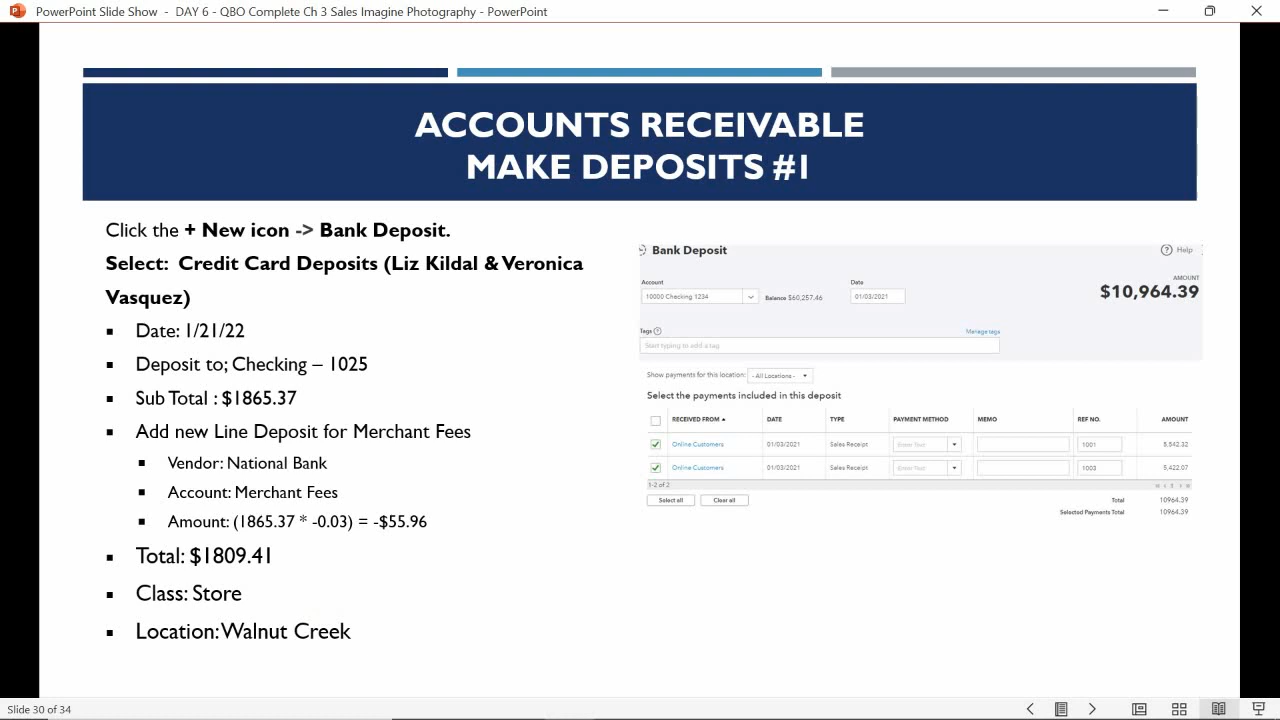 PowerPoint Slide Show - DAY 6 - QBO Complete Ch 3 Sales Imagine Photography - PowerPoint
ACCOUNTS RECEIVABLE
MAKE DEPOSITS #1
Click the + New icon -> Bank Deposit.
Select: Credit Card Deposits (Liz Kildal & Veronica
Vasquez)
▪ Date: 1/21/22
▪ Deposit to; Checking – 1025
▪ Sub Total : $1865.37
▪ Add new Line Deposit for Merchant Fees
▪ Vendor: National Bank
▪ Account: Merchant Fees
▪ Amount: (1865.37 * -0.03) = -$55.96
▪ Total: $1809.41
▪ Class: Store
▪ Location: Walnut Creek
Bank Deposit
? Help
AMOUNT
$10,964.39
Account
Date
10000 Checking 1234
Balance $60,257.46
01/03/2021
Tags ?
Manage tags
Start typing to add a tag
Show payments for this location: - All Locations -
Select the payments included in this deposit
RECEIVED FROM DATE TYPE PAYMENT METHOD MEMO REF NO. AMOUNT
Online Customers 01/03/2021 Sales Receipt Enter Text 1001 5,542.32
Online Customers 01/03/2021 Sales Receipt Enter Text 1003 5,422.07
1-2 of 2
Select all Clear all
Total 10964.39
Selected Payments Total 10964.39
Slide 30 of 34